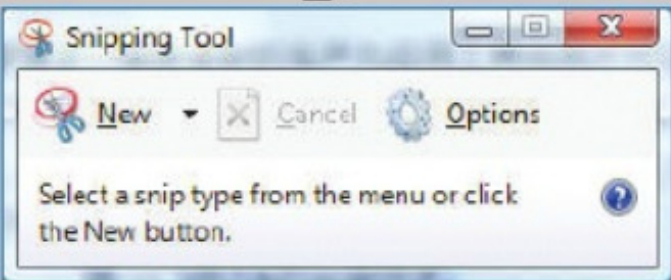 Snipping Tool
New Cancel Options
Select a snip type from the menu or click
the New button.